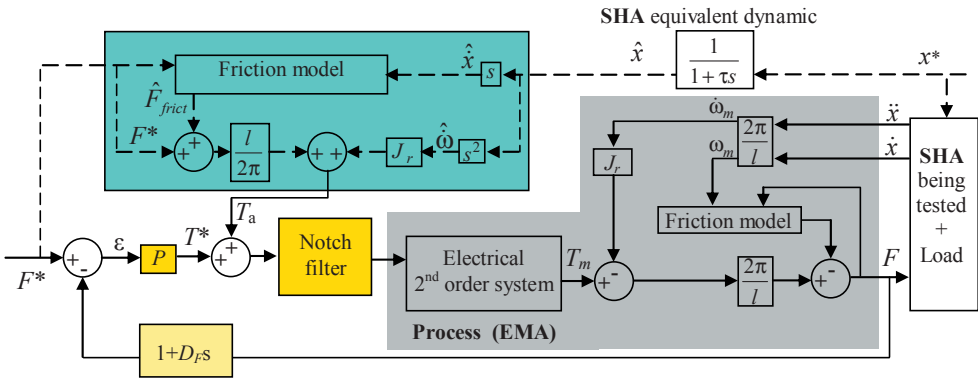 SHA equivalent dynamic
x̂
1
1 + τs
x*
Friction model
x̂̇
s
F̂frict
F*
+
+
l
2π
+ +
Jr
ω̂̇
s²
Ta
ω̇m
2π
l
ẍ
ẋ
Jr
ωm
SHA
being
tested
+
Load
Friction model
F*
+
-
ε
P
T*
+
+
Notch
filter
Electrical
2nd order system
Tm
+
-
2π
l
+
-
F
Process (EMA)
1+DFs